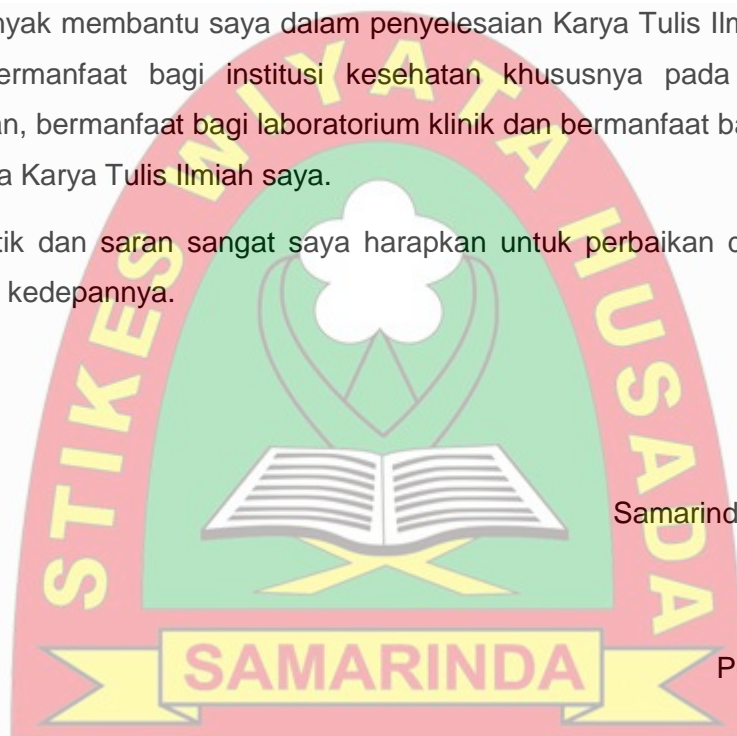 nyak membantu saya dalam penyelesaian Karya Tulis Iln
ermanfaat bagi institusi kesehatan khususnya pada
an, bermanfaat bagi laboratorium klinik dan bermanfaat ba
a Karya Tulis Ilmiah saya.
tik dan saran sangat saya harapkan untuk perbaikan d
kedepannya.
STIKES WIYATA HUSADA
Samarind
SAMARINDA
P